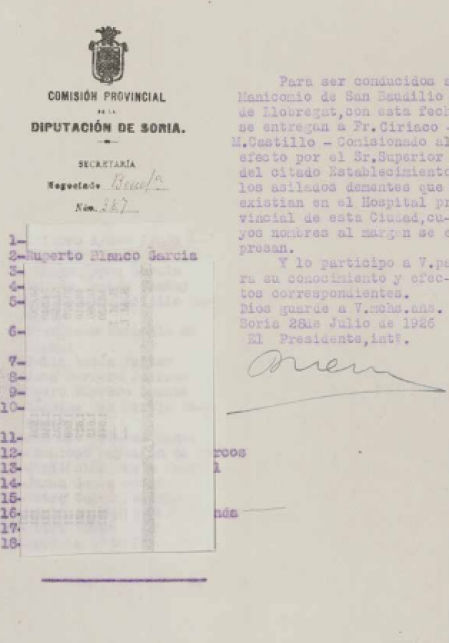 COMISIÓN PROVINCIAL
DE LA
DIPUTACIÓN DE SORIA.
SECRETARÍA
Negociado Benefª
Núm. 367
1-
2-Ruperto Blanco Garcia
3-
4-
5-
6-
7-
8-
9-
10-
11-
12- rcos
13- l
14-
15-
16- nda
17-
18-
Para ser conducidos a
Manicomio de San Baudilio
de Llobregat,con esta fech
se entregan a Fr.Ciriaco
M.Castillo - Comisionado al
efecto por el Sr.Superior
del citado Establecimiento
los asilados dementes que
existian en el Hospital pr
vincial de esta Ciudad,cu-
yos nombres al margen se e
presan.
Y lo participo a V.pa
ra su conocimiento y efec-
tos correspondientes.
Dios guarde a V.mchs.ans.
Soria 28de Julio de 1926
El Presidente,intº.